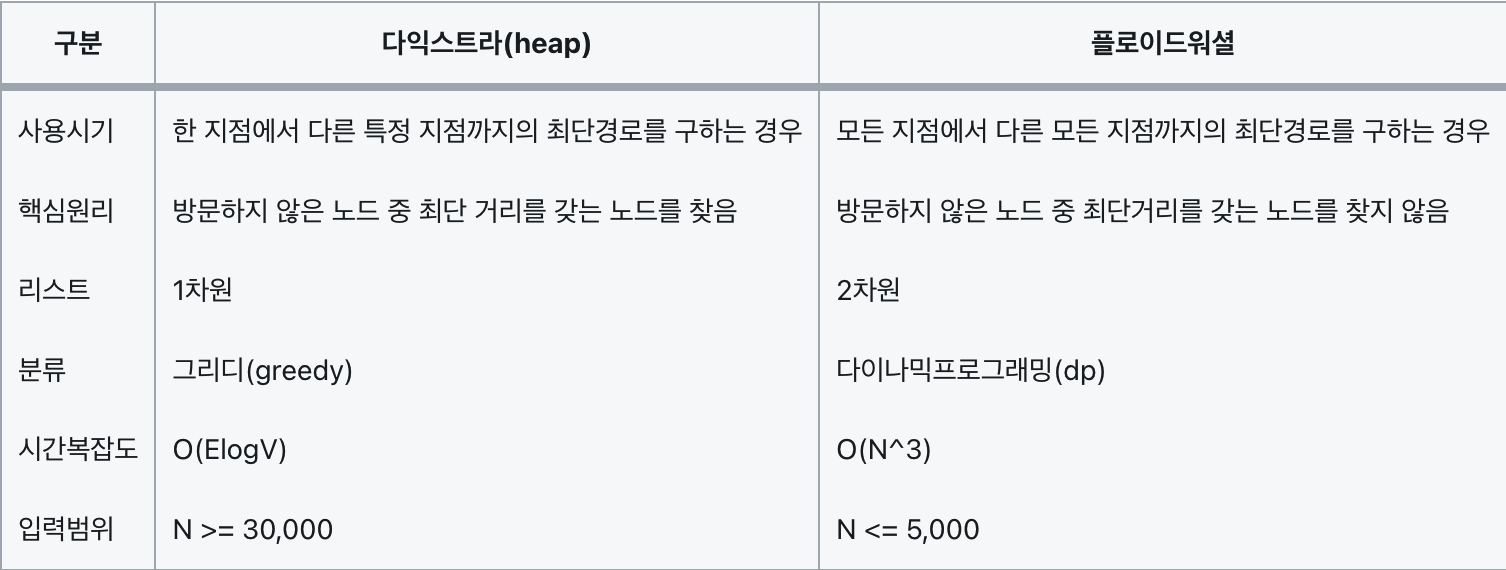 구분 다익스트라(heap) 플로이드워셜
사용시기 한 지점에서 다른 특정 지점까지의 최단경로를 구하는 경우 모든 지점에서 다른 모든 지점까지의 최단경로를 구하는 경우
핵심원리 방문하지 않은 노드 중 최단 거리를 갖는 노드를 찾음 방문하지 않은 노드 중 최단거리를 갖는 노드를 찾지 않음
리스트 1차원 2차원
분류 그리디(greedy) 다이나믹프로그래밍(dp)
시간복잡도 O(ElogV) O(N^3)
입력범위 N >= 30,000 N <= 5,000